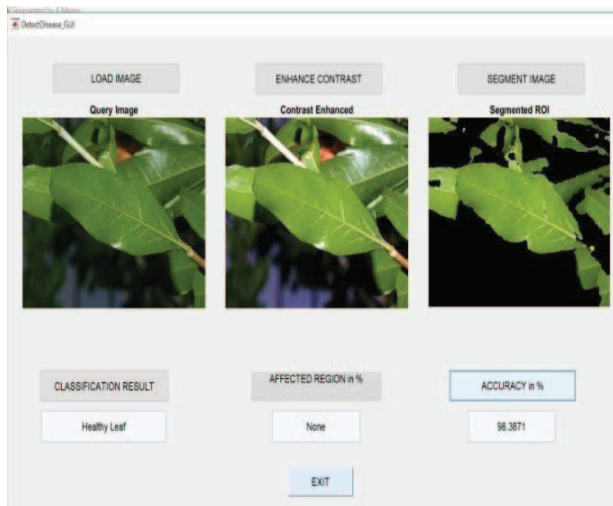 DetectDisease_GUI
LOAD IMAGE
ENHANCE CONTRAST
SEGMENT IMAGE
Query Image
Contrast Enhanced
Segmented ROI
CLASSIFICATION RESULT
AFFECTED REGION in %
ACCURACY in %
Healthy Leaf
None
98.3871
EXIT